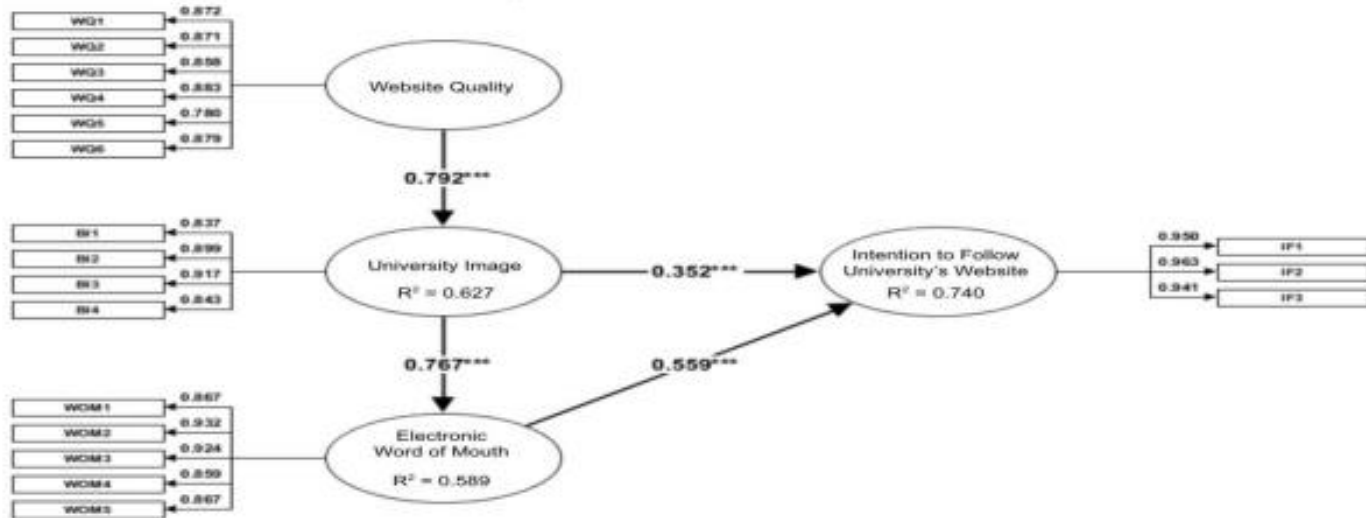 0.872
WQ1
0.871
WQ2
0.858
WQ3
0.883
WQ4
0.780
WQ5
0.879
WQ6
Website Quality
0.792***
0.837
BI1
0.899
BI2
0.917
BI3
0.843
BI4
University Image
R² = 0.627
0.352***
Intention to Follow
University's Website
R² = 0.740
0.950
IF1
0.963
IF2
0.941
IF3
0.767***
0.559***
0.867
WOM1
0.932
WOM2
0.924
WOM3
0.859
WOM4
0.867
WOM5
Electronic
Word of Mouth
R² = 0.589